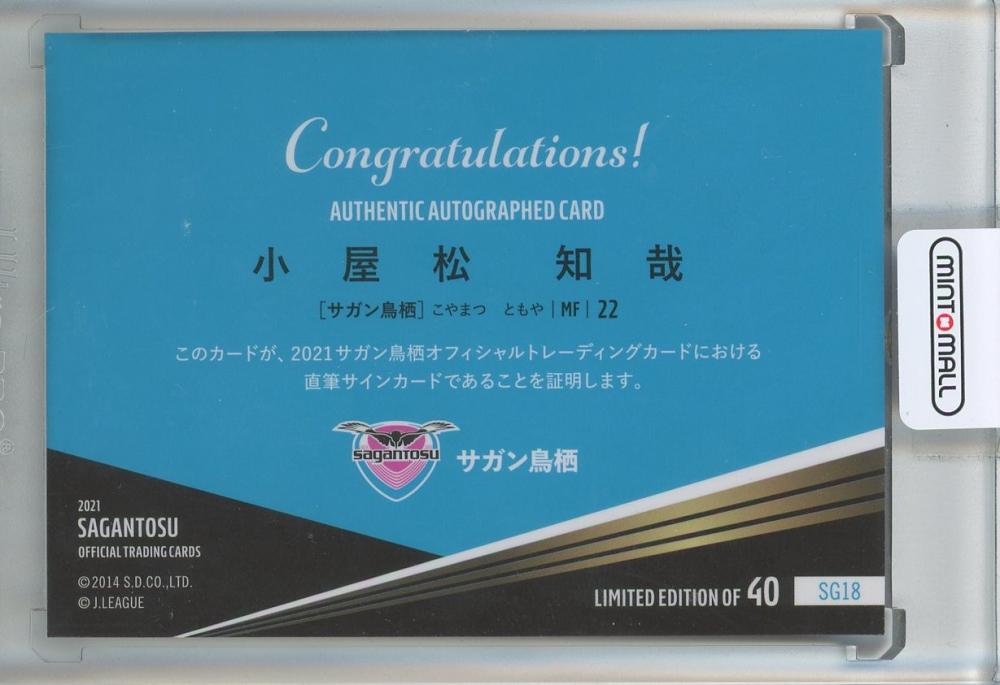 Congratulations!
AUTHENTIC AUTOGRAPHED CARD
小屋松 知哉
[サガン鳥栖] こやまつ ともや | MF | 22
このカードが、2021サガン鳥栖オフィシャルトレーディングカードにおける
直筆サインカードであることを証明します。
sagantosu
サガン鳥栖
2021
SAGANTOSU
OFFICIAL TRADING CARDS
©2014 S.D.CO.,LTD.
© J.LEAGUE
LIMITED EDITION OF 40 SG18
MINT MALL